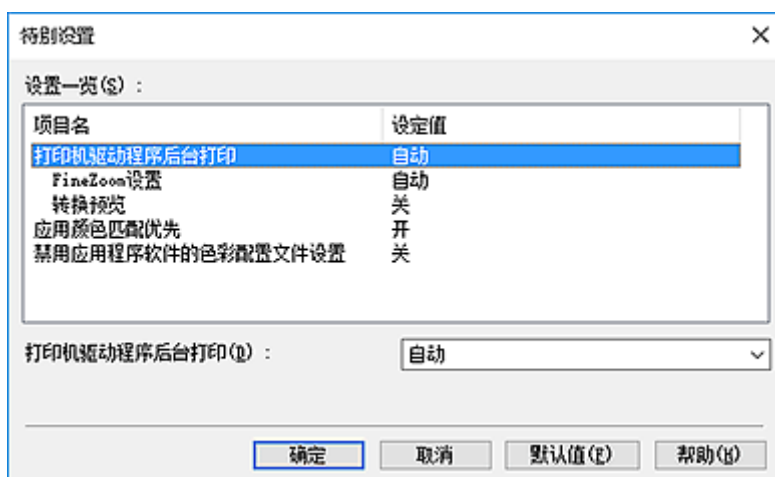 特别设置
设置一览(S) :
项目名 设定值
打印机驱动程序后台打印 自动
FineZoom设置 自动
转换预览 关
应用颜色匹配优先 开
禁用应用程序软件的色彩配置文件设置 关
打印机驱动程序后台打印(D) : 自动
确定 取消 默认值(F) 帮助(H)